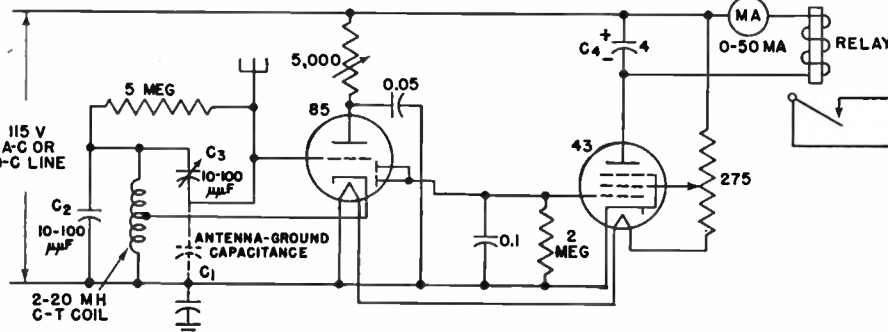 MA
0-50 MA
RELAY
+
C4
-
4
5,000
0.05
5 MEG
85
43
115 V
A-C OR
D-C LINE
C3
10-100
μμF
C2
10-100
μμF
275
ANTENNA-GROUND
CAPACITANCE
C1
0.1
2
MEG
2-20 MH
C-T COIL